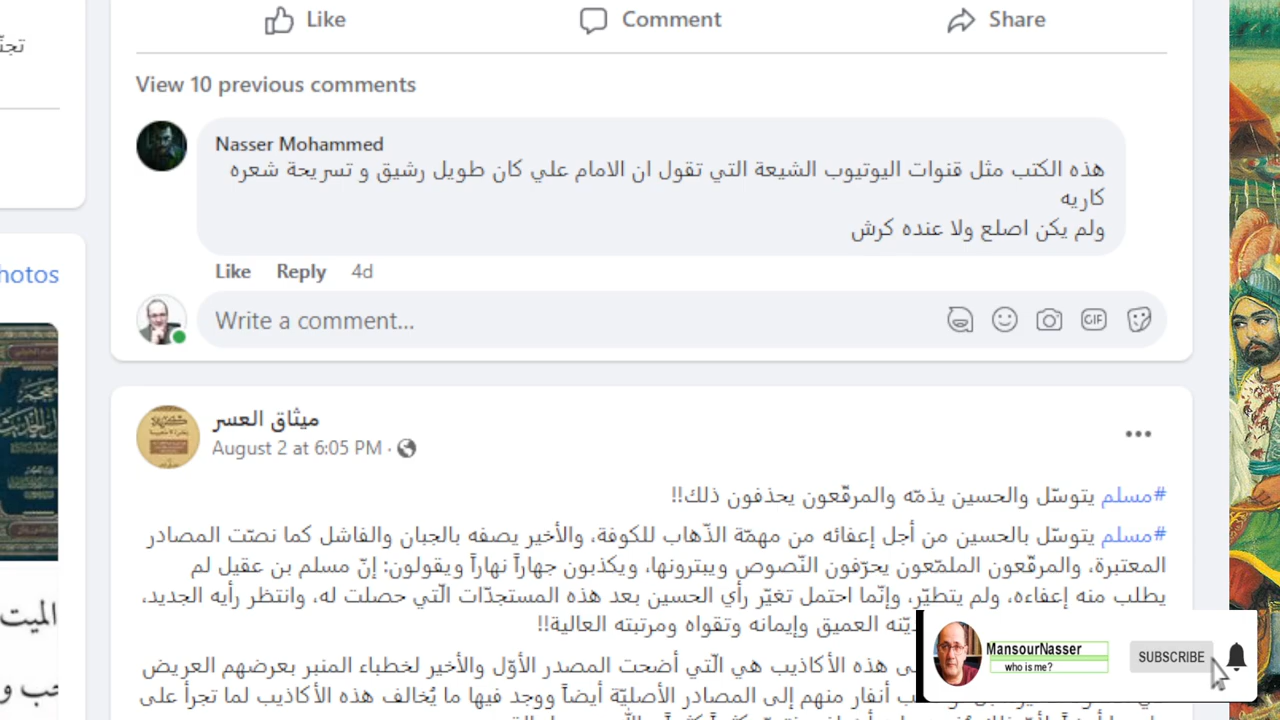 Like
Comment
Share
View 10 previous comments
Nasser Mohammed
هذه الكتب مثل قنوات اليوتيوب الشيعة التي تقول ان الامام علي كان طويل رشيق و تسريحة شعره
كاريه
ولم يكن اصلع ولا عنده كرش
Like Reply 4d
Write a comment...
GIF
hotos
ميثاق العسر
August 2 at 6:05 PM ·
#مسلم يتوسّل والحسين يذمّه والمرقّعون يحذفون ذلك!!
#مسلم يتوسّل بالحسين من أجل إعفائه من مهمّة الذّهاب للكوفة، والأخير يصفه بالجبان والفاشل كما نصّت المصادر
المعتبرة، والمرقّعون الملمّعون يحرّفون النّصوص ويبترونها، ويكذبون جهاراً نهاراً ويقولون: إنّ مسلم بن عقيل لم
يطلب منه إعفاءه، ولم يتطيّر، وإنّما احتمل تغيّر رأي الحسين بعد هذه المستجدّات الّتي حصلت له، وانتظر رأيه الجديد،
العميق وإيمانه وتقواه ومرتبته العالية!!
هذه الأكاذيب هي الّتي أضحت المصدر الأوّل والأخير لخطباء المنبر بعرضهم العريض
أنفار منهم إلى المصادر الأصليّة أيضاً ووجد فيها ما يُخالف هذه الأكاذيب لما تجرأ على
الميت
MansourNasser
who is me?
SUBSCRIBE